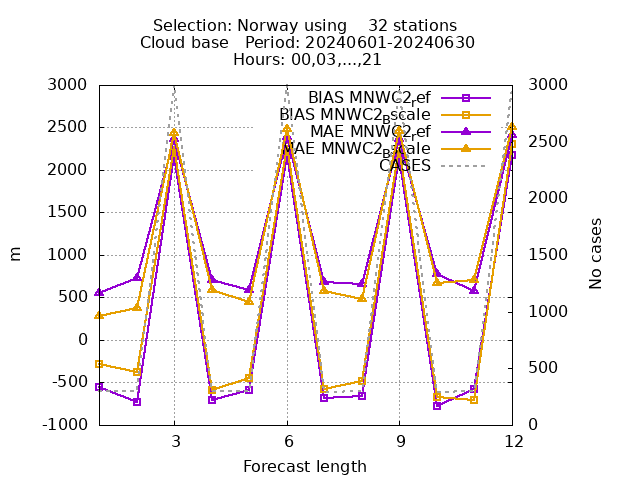 Selection: Norway using    32 stations
Cloud base   Period: 20240601-20240630
Hours: 00,03,...,21
3000
2500
2000
1500
1000
500
0
-500
-1000
m
3000
2500
2000
1500
1000
500
0
No cases
BIAS MNWC2_ref
BIAS MNWC2_Bscale
MAE MNWC2_ref
MAE MNWC2_Bscale
CASES
3 6 9 12
Forecast length